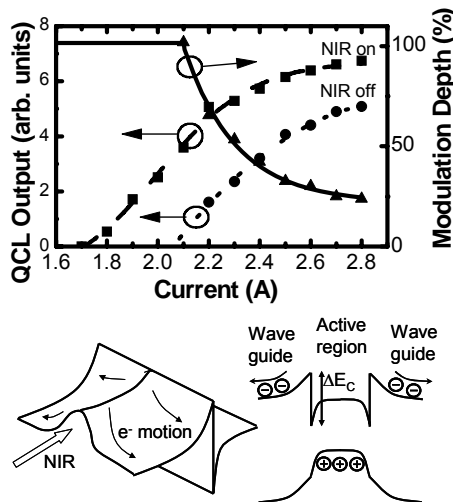 8
6
4
2
0
QCL Output (arb. units)
100
50
0
Modulation Depth (%)
NIR on
NIR off
1.6 1.8 2.0 2.2 2.4 2.6 2.8
Current (A)
Wave guide
Active region
Wave guide
ΔEc
e- motion
NIR